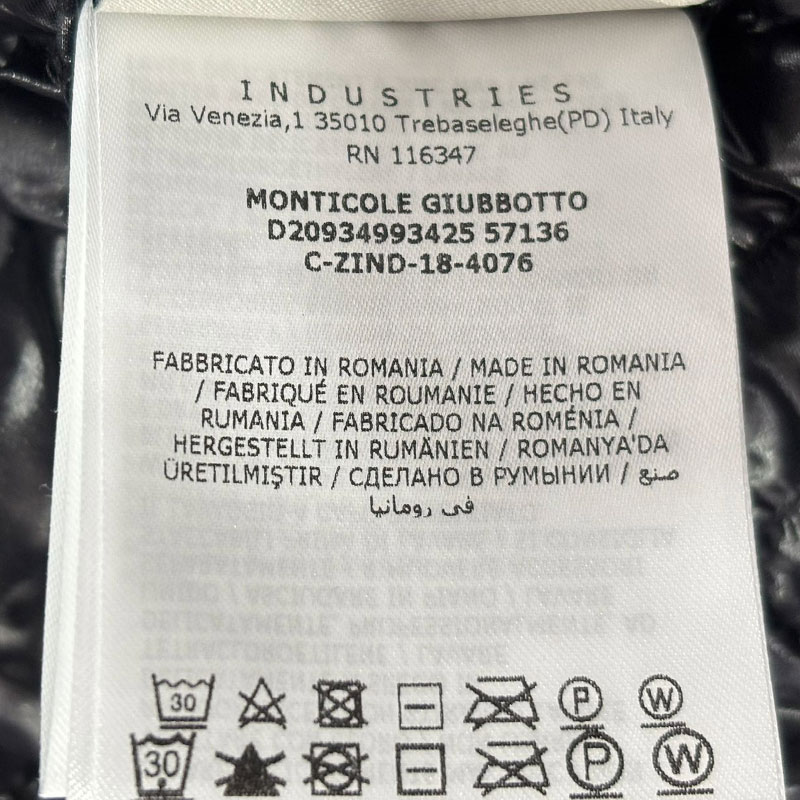 INDUSTRIES
Via Venezia,1 35010 Trebaseleghe(PD) Italy
RN 116347
MONTICOLE GIUBBOTTO
D20934993425 57136
C-ZIND-18-4076
FABBRICATO IN ROMANIA / MADE IN ROMANIA
/ FABRIQUÉ EN ROUMANIE / HECHO EN
RUMANIA / FABRICADO NA ROMÉNIA /
HERGESTELLT IN RUMÄNIEN / ROMANYA'DA
ÜRETILMIŞTIR / СДЕЛАНО В РУМЫНИИ / صنع
في رومانيا
30 P W
30 P W